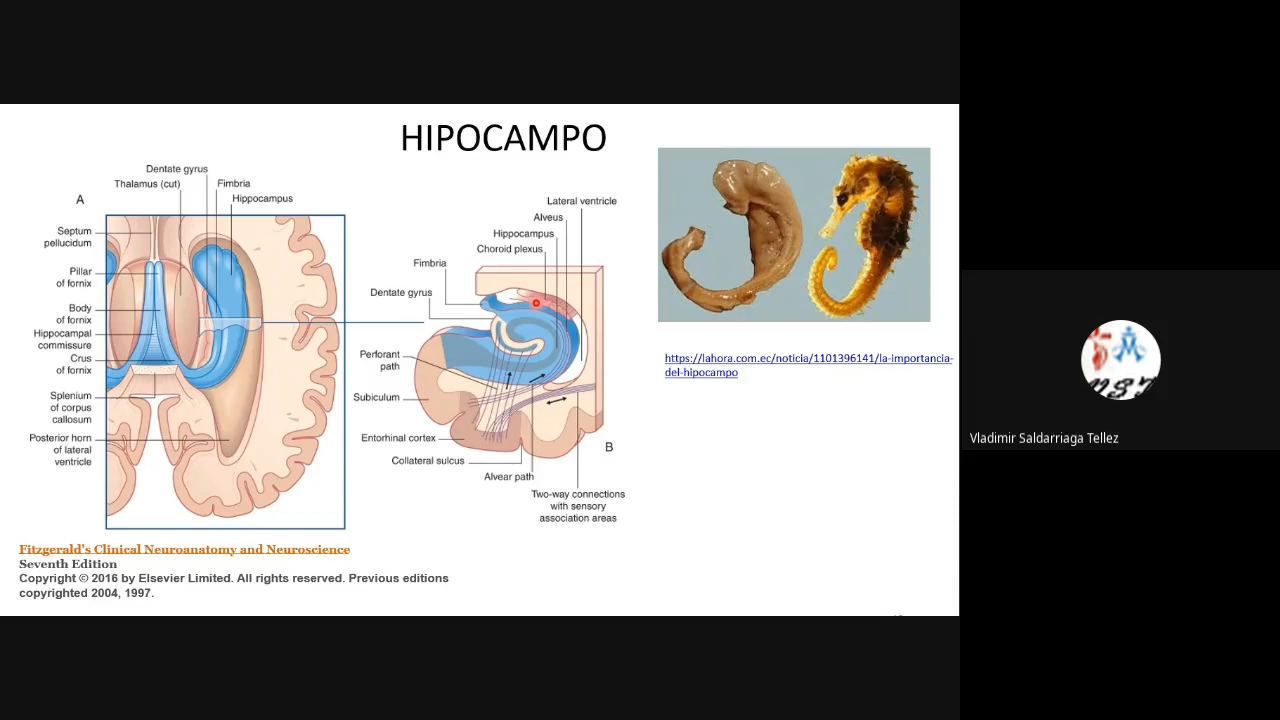 HIPOCAMPO
Dentate gyrus
Thalamus (cut)
Fimbria
Hippocampus
A
Septum
pellucidum
Pillar
of fornix
Body
of fornix
Hippocampal
commissure
Crus
of fornix
Splenium
of corpus
callosum
Posterior horn
of lateral
ventricle
Lateral ventricle
Alveus
Hippocampus
Choroid plexus
Fimbria
Dentate gyrus
Perforant
path
Subiculum
Entorhinal cortex
Collateral sulcus
Alvear path
B
Two-way connections
with sensory
association areas
https://lahora.com.ec/noticia/1101396141/la-importancia-
del-hipocampo
Fitzgerald's Clinical Neuroanatomy and Neuroscience
Seventh Edition
Copyright © 2016 by Elsevier Limited. All rights reserved. Previous editions
copyrighted 2004, 1997.
Vladimir Saldarriaga Tellez